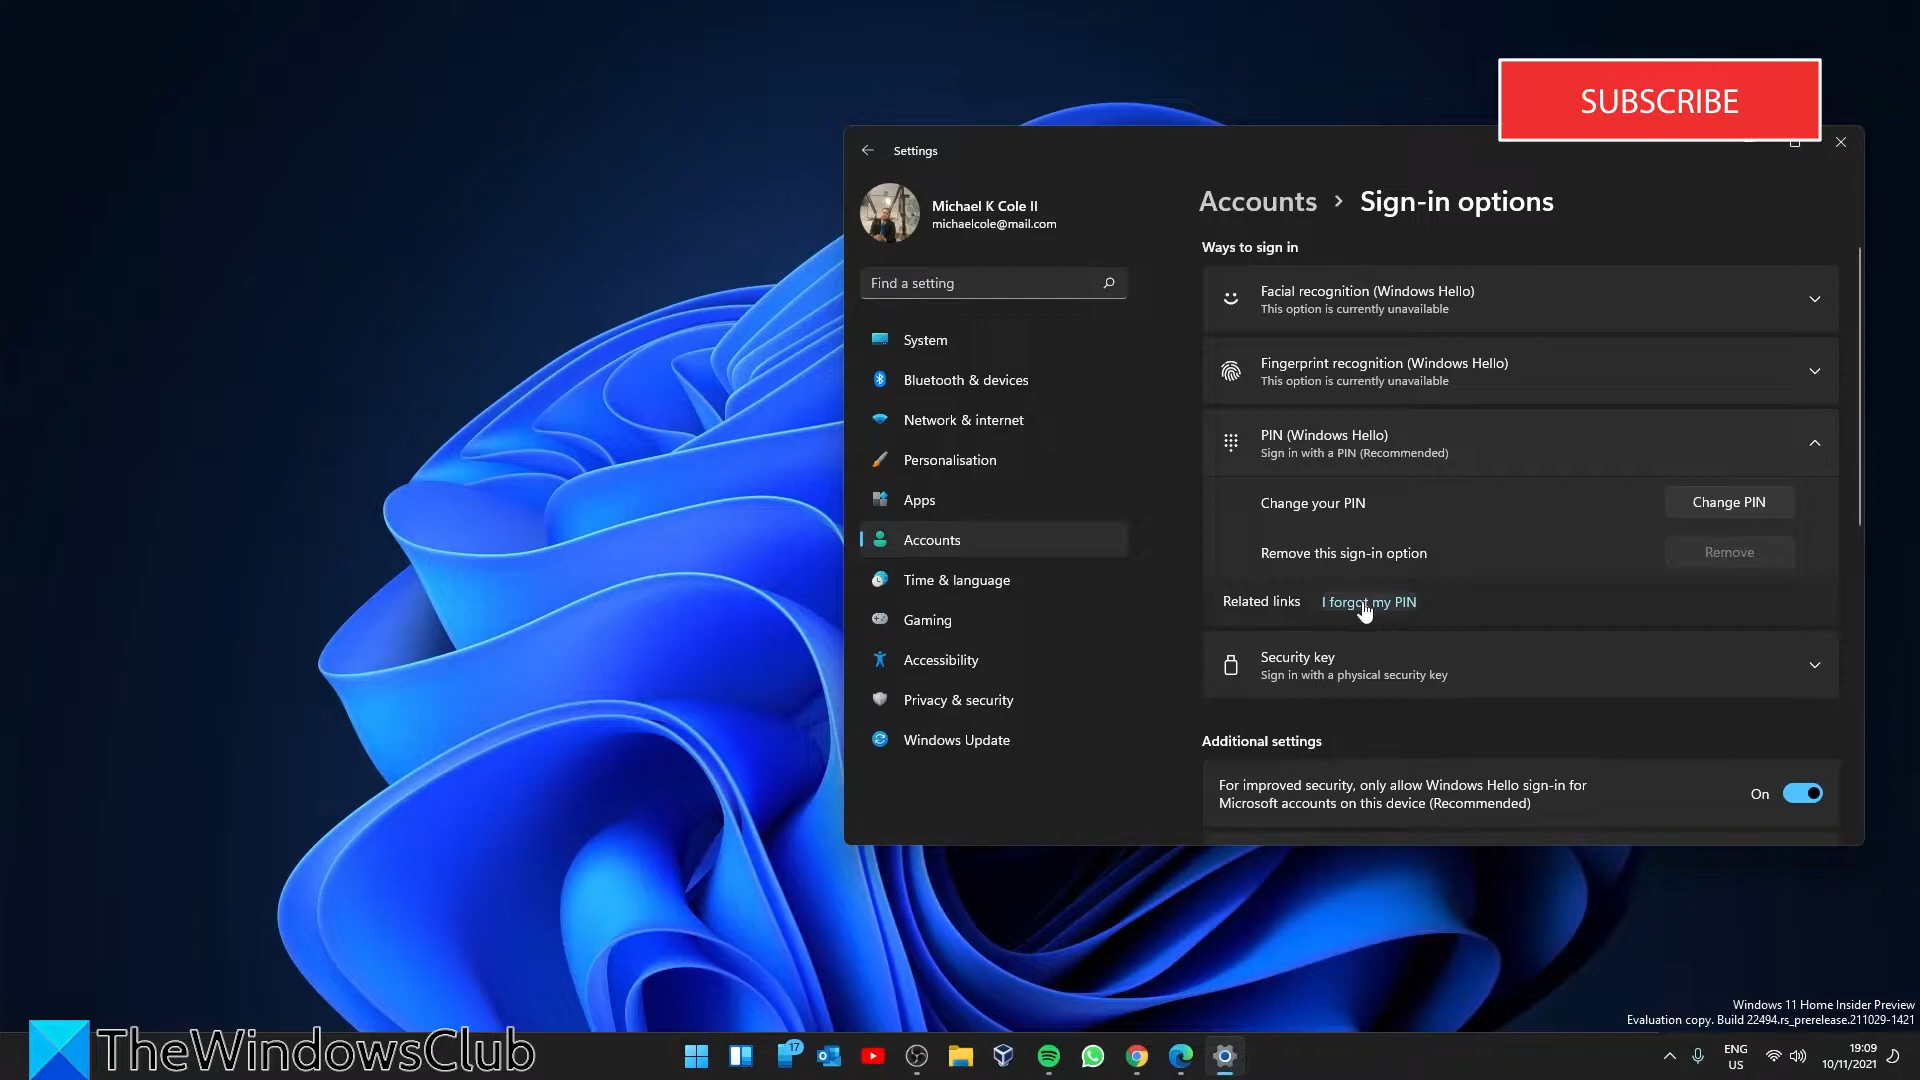 SUBSCRIBE
Settings
Michael K Cole II
michaelcole@mail.com
Find a setting
System
Bluetooth & devices
Network & internet
Personalisation
Apps
Accounts
Time & language
Gaming
Accessibility
Privacy & security
Windows Update
Accounts > Sign-in options
Ways to sign in
Facial recognition (Windows Hello)
This option is currently unavailable
Fingerprint recognition (Windows Hello)
This option is currently unavailable
PIN (Windows Hello)
Sign in with a PIN (Recommended)
Change your PIN Change PIN
Remove this sign-in option Remove
Related links I forgot my PIN
Security key
Sign in with a physical security key
Additional settings
For improved security, only allow Windows Hello sign-in for
Microsoft accounts on this device (Recommended)
On
Windows 11 Home Insider Preview
Evaluation copy. Build 22494.rs_prerelease.211029-1421
TheWindowsClub
17
ENG
US
19:09
10/11/2021